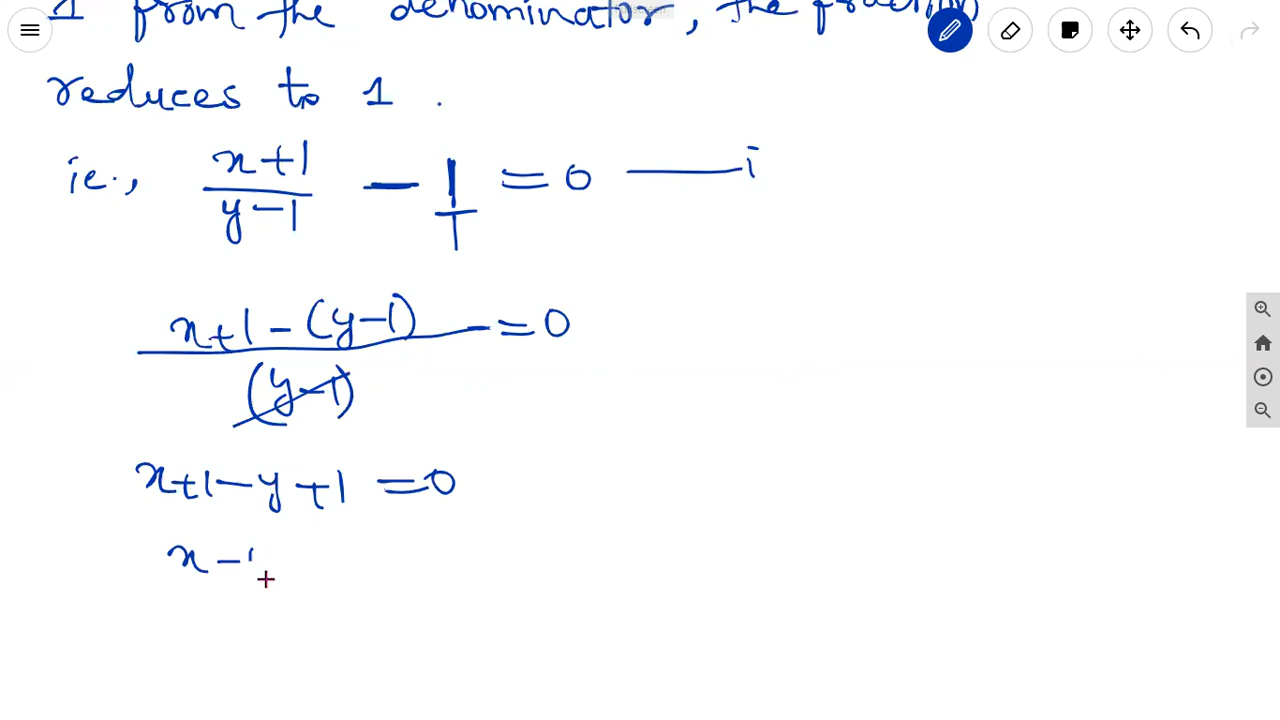 1 from the denominator, the fraction
reduces to 1 .
ie., x+1 / y-1 - 1/1 = 0 —— i
x+1-(y-1) / (y-1) = 0
x+1-y+1 = 0
x -